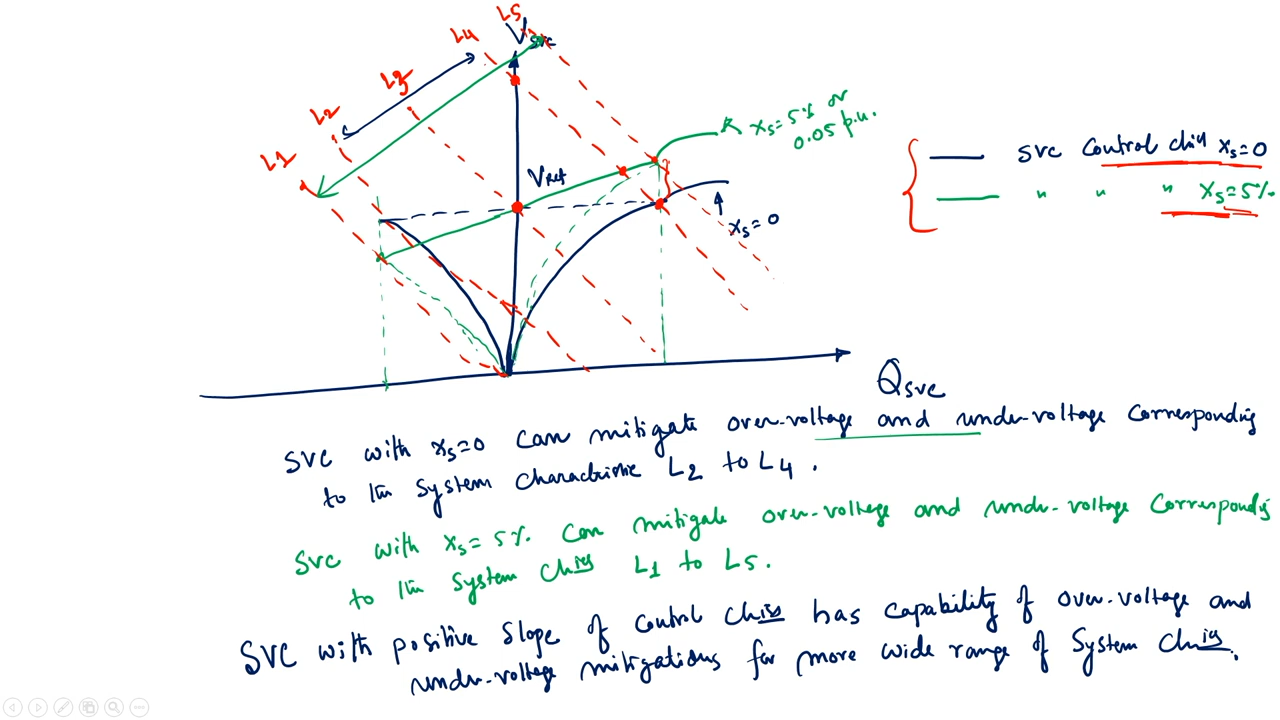 L5
L4
Vsvc
L3
L2
L1
Xs=5% or
0.05 p.u.
Vref
Xs=0
SVC Control chis Xs=0
" " " Xs=5%
Qsvc
SVC with Xs=0 can mitigate over-voltage and under-voltage corresponding
to the system characteristic L2 to L4.
SVC with Xs=5% can mitigate over-voltage and under-voltage corresponding
to the system chics L1 to L5.
SVC with positive slope of control chics has capability of over-voltage and
under-voltage mitigations for more wide range of system chics.